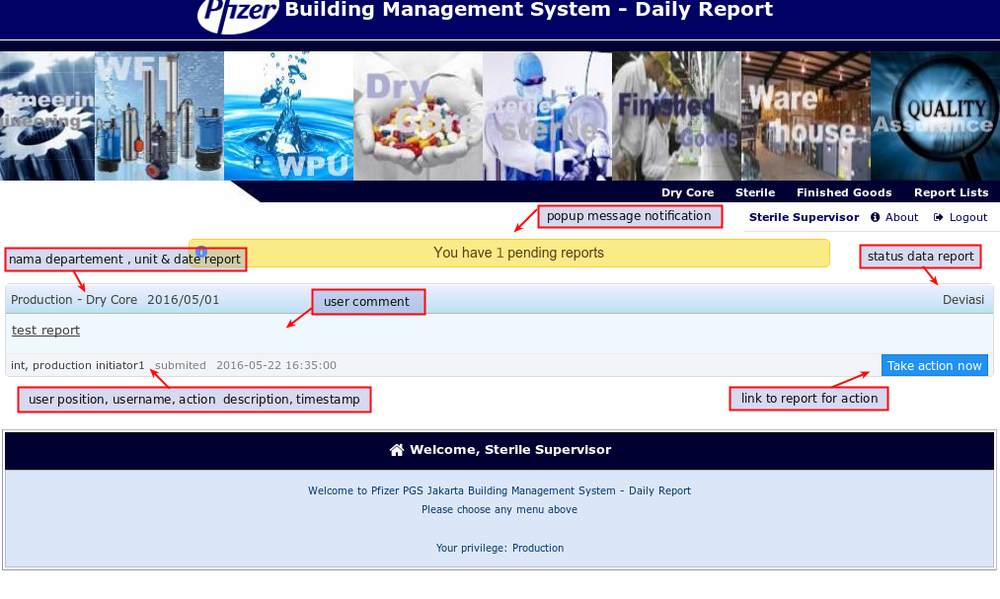 Pfizer Building Management System - Daily Report
WFI
Dry
Sterile
Finished
Ware
QUALITY
Engineering
WPU
Core
sterile
Goods
house
Assurance
Dry Core Sterile Finished Goods Report Lists
popup message notification
Sterile Supervisor About Logout
You have 1 pending reports
nama departement , unit & date report
status data report
Production - Dry Core 2016/05/01
user comment
Deviasi
test report
int, production initiator1 submited 2016-05-22 16:35:00
Take action now
user position, username, action description, timestamp
link to report for action
Welcome, Sterile Supervisor
Welcome to Pfizer PGS Jakarta Building Management System - Daily Report
Please choose any menu above
Your privilege: Production